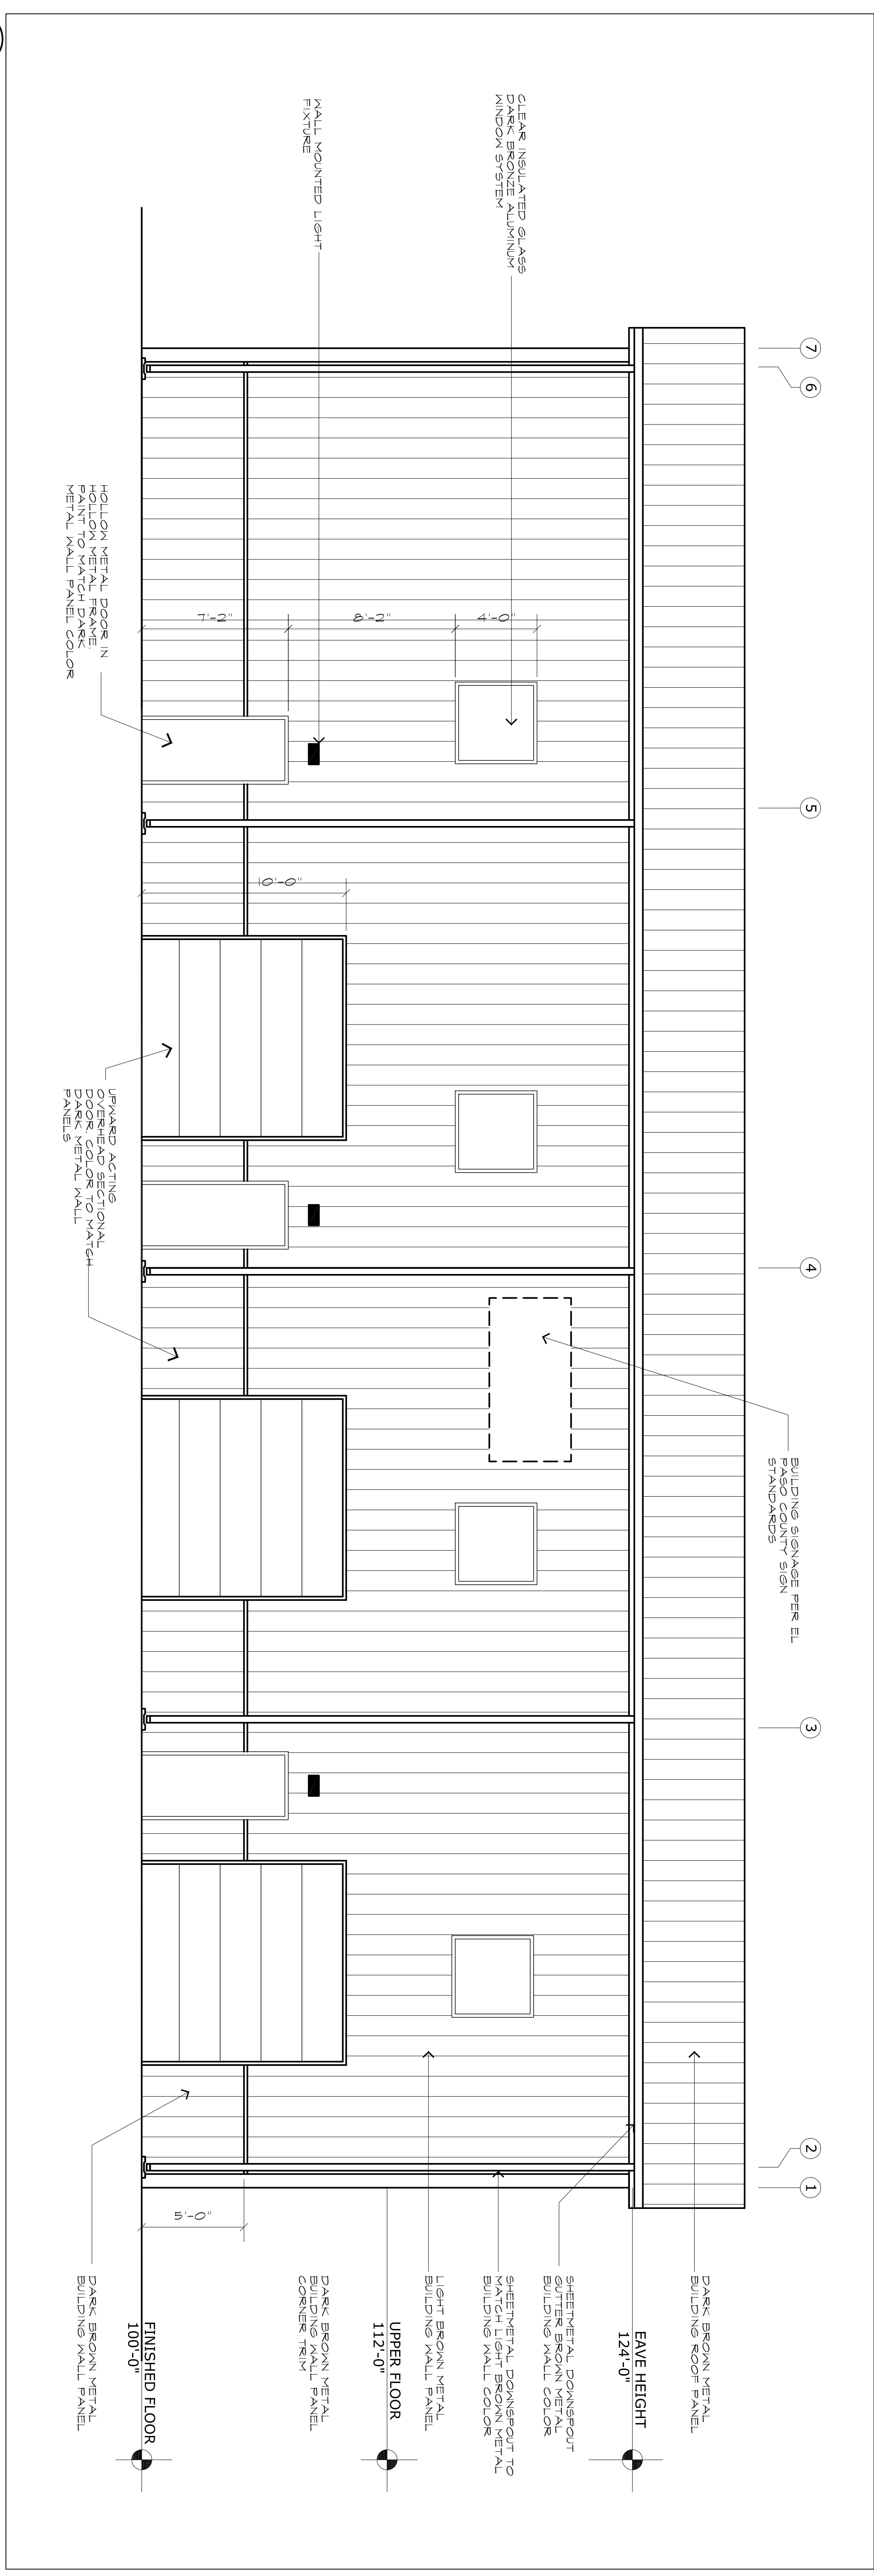 7
6
5
4
3
2
1
BUILDING SIGNAGE PER EL
PASO COUNTY SIGN
STANDARDS
CLEAR INSULATED GLASS
DARK BRONZE ALUMINUM
WINDOW SYSTEM
WALL MOUNTED LIGHT
FIXTURE
4'-0"
8'-2"
7'-2"
10'-0"
5'-0"
DARK BROWN METAL
BUILDING ROOF PANEL
EAVE HEIGHT
124'-0"
SHEETMETAL DOWNSPOUT
GUTTER BROWN METAL
BUILDING WALL COLOR
SHEETMETAL DOWNSPOUT TO
MATCH LIGHT BROWN METAL
BUILDING WALL COLOR
LIGHT BROWN METAL
BUILDING WALL PANEL
UPPER FLOOR
112'-0"
DARK BROWN METAL
BUILDING WALL PANEL
CORNER TRIM
FINISHED FLOOR
100'-0"
DARK BROWN METAL
BUILDING WALL PANEL
HOLLOW METAL DOOR IN
HOLLOW METAL FRAME.
PAINT TO MATCH DARK
METAL WALL PANEL COLOR
UPWARD ACTING
OVERHEAD SECTIONAL
DOOR. COLOR TO MATCH
DARK METAL WALL
PANELS